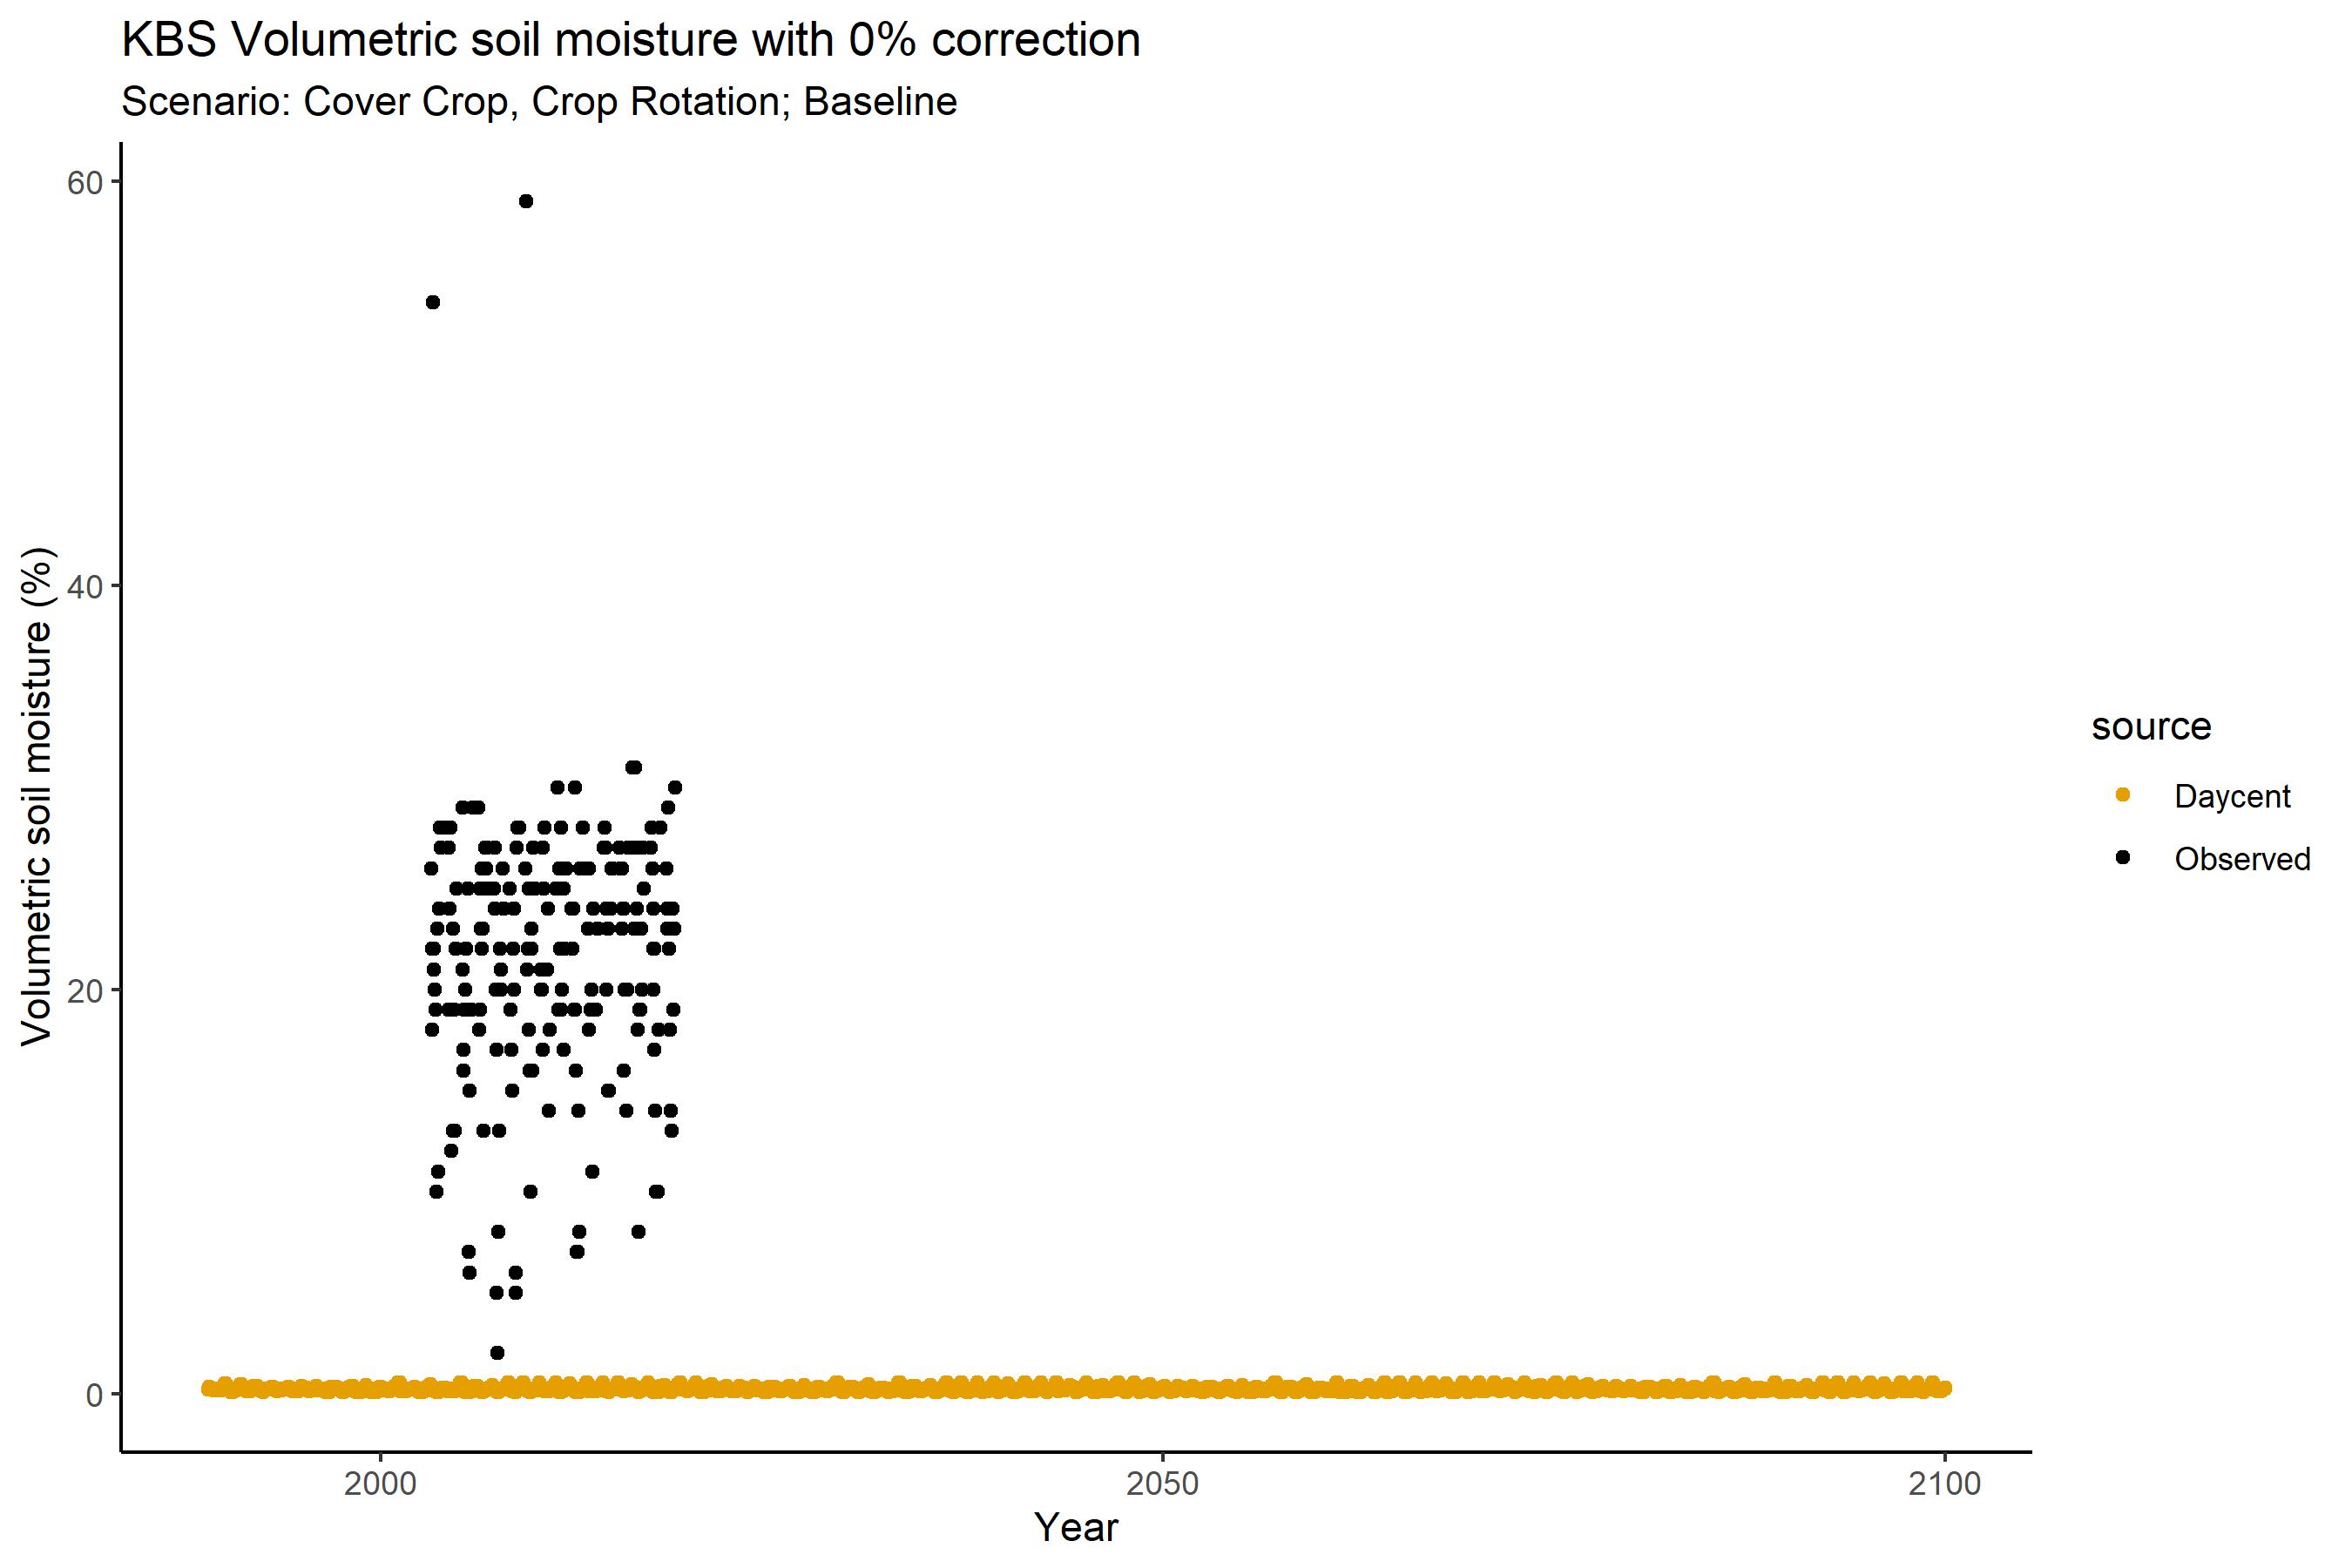 KBS Volumetric soil moisture with 0% correction
Scenario: Cover Crop, Crop Rotation; Baseline
Volumetric soil moisture (%)
60
40
20
0
2000
2050
2100
Year
source
Daycent
Observed